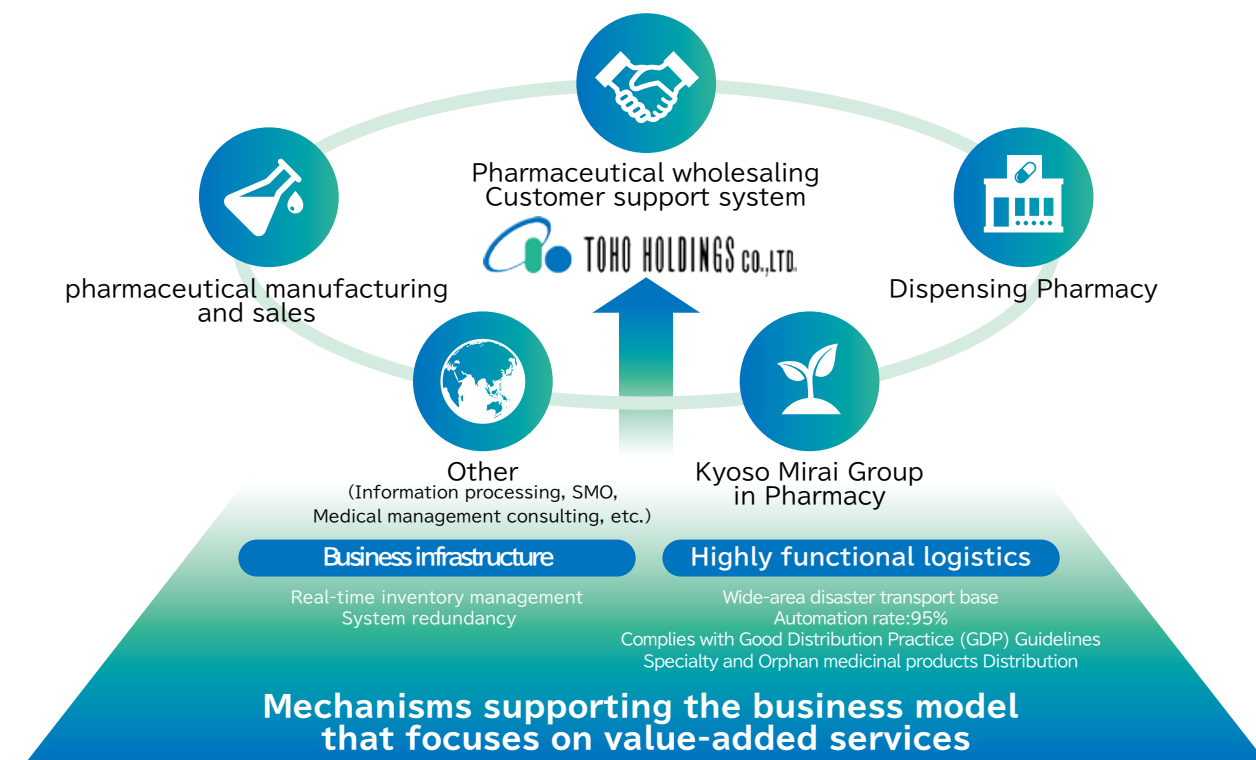 Pharmaceutical wholesaling
Customer support system
TOHO HOLDINGS CO.,LTD.
pharmaceutical manufacturing
and sales
Dispensing Pharmacy
Other
(Information processing, SMO,
Medical management consulting, etc.)
Kyoso Mirai Group
in Pharmacy
Business infrastructure
Real-time inventory management
System redundancy
Highly functional logistics
Wide-area disaster transport base
Automation rate:95%
Complies with Good Distribution Practice (GDP) Guidelines
Specialty and Orphan medicinal products Distribution
Mechanisms supporting the business model
that focuses on value-added services